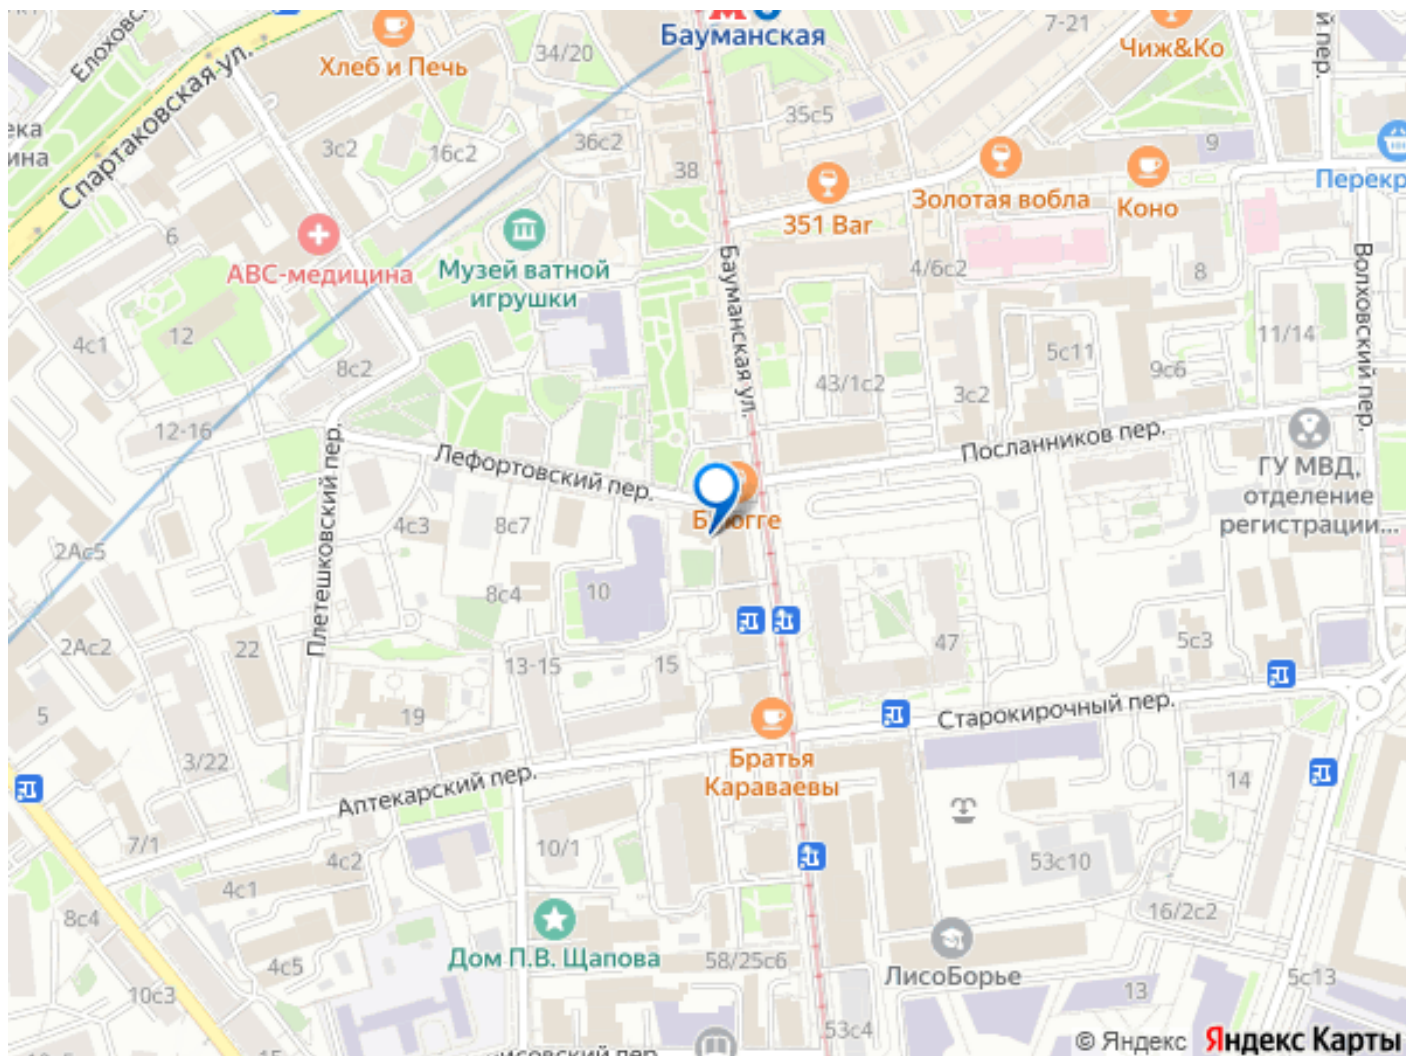 Елоховс
Хлеб и Печь
34/20
Бауманская
7-21
Чиж&Ко
й пер.
Спартаковская ул.
ека
ина
3с2
16с2
36с2
38
35с5
9
Перекр
351 Bar
Золотая вобла
Коно
6
АВС-медицина
Музей ватной
игрушки
Бауманская ул.
4/6с2
8
Волховский пер.
4с1
12
8с2
43/1с2
5с11
3с2
9с6
11/14
12-16
Плетешковский пер.
Лефортовский пер.
Посланников пер.
ГУ МВД,
отделение
регистрации...
2Ас5
4с3
8с7
8с4
10
2Ас2
22
13-15
15
47
5с3
5
19
3/22
Старокирочный пер.
Аптекарский пер.
Братья
Караваевы
14
7/1
4с2
4с1
10/1
53с10
8с4
16/2с2
Дом П.В. Щапова
58/25с6
ЛисоБорье
4с5
10с3
13
5с13
53с4
15
© Яндекс Яндекс Карты